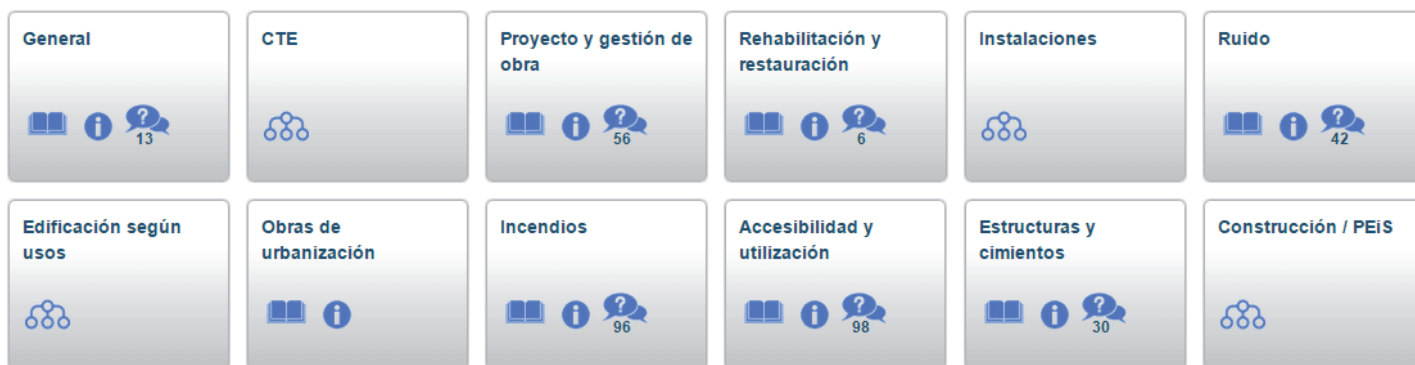 General
13
CTE
Proyecto y gestión de
obra
56
Rehabilitación y
restauración
6
Instalaciones
Ruido
42
Edificación según
usos
Obras de
urbanización
Incendios
96
Accesibilidad y
utilización
98
Estructuras y
cimientos
30
Construcción / PEiS